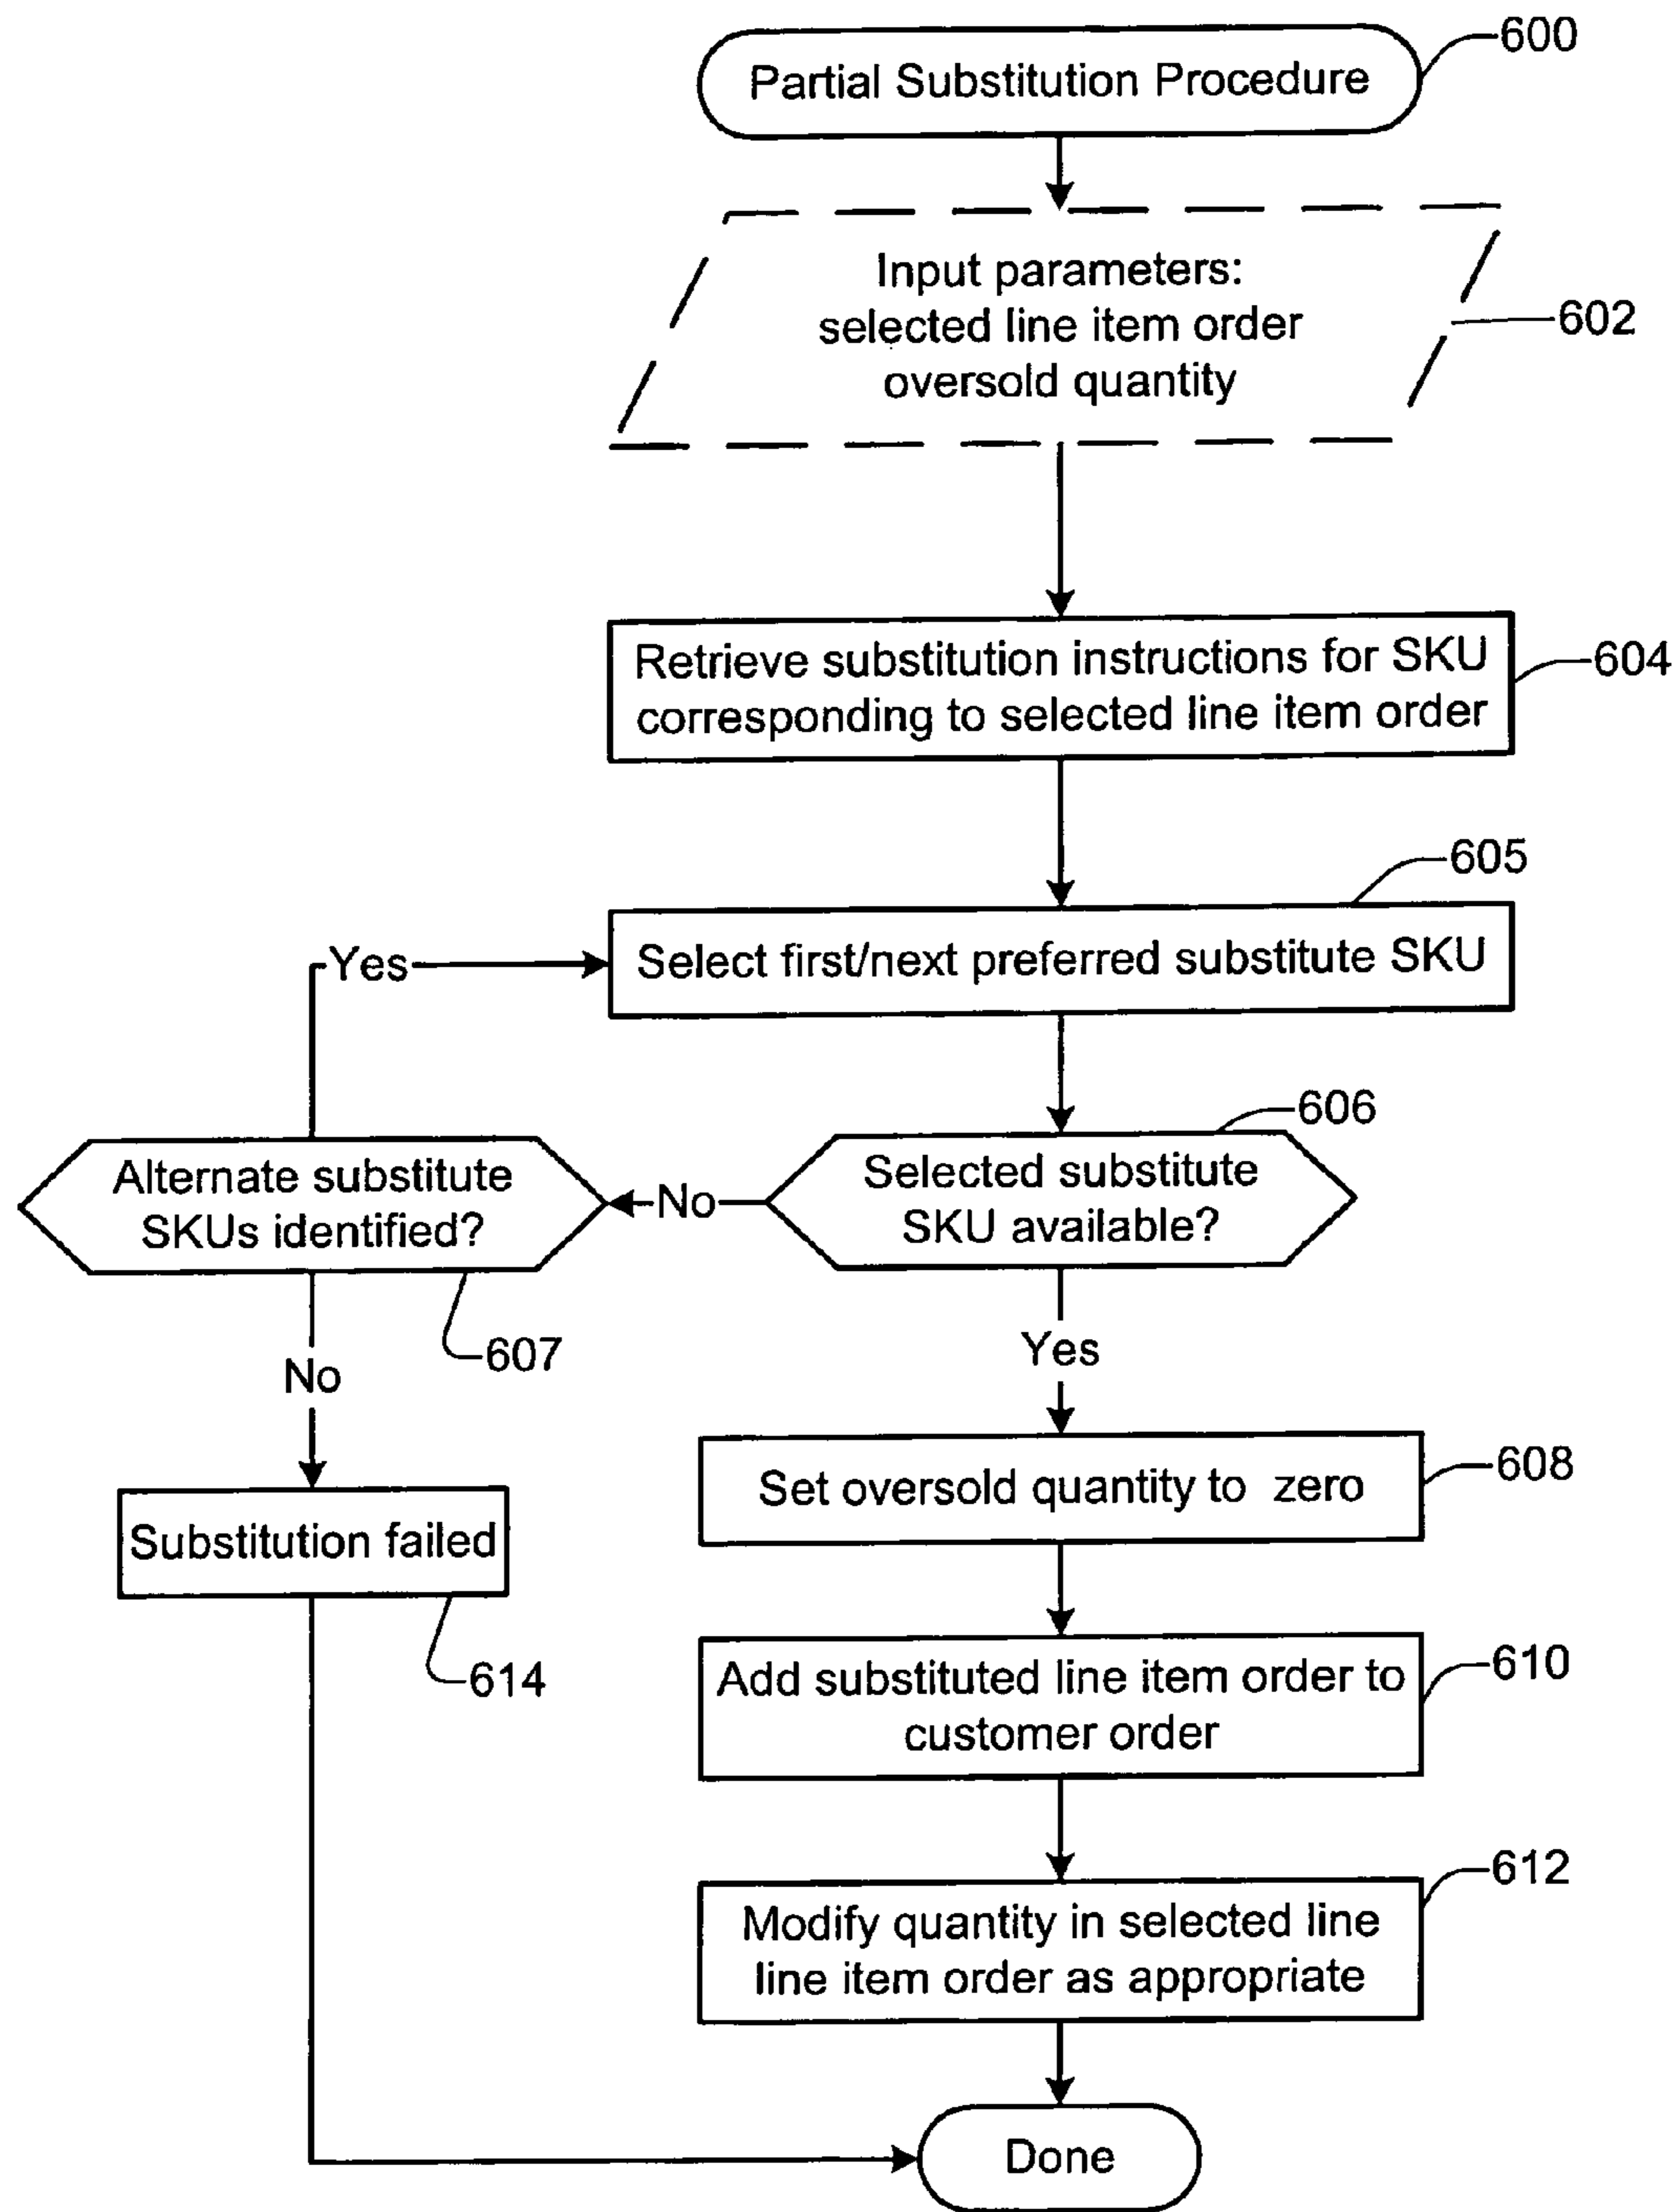 600
Partial Substitution Procedure
Input parameters:
selected line item order
oversold quantity
602
Retrieve substitution instructions for SKU
corresponding to selected line item order
604
605
Select first/next preferred substitute SKU
Yes
606
Alternate substitute
SKUs identified?
No
Selected substitute
SKU available?
607
No
Yes
Set oversold quantity to zero
608
Substitution failed
614
Add substituted line item order to
customer order
610
612
Modify quantity in selected line
line item order as appropriate
Done